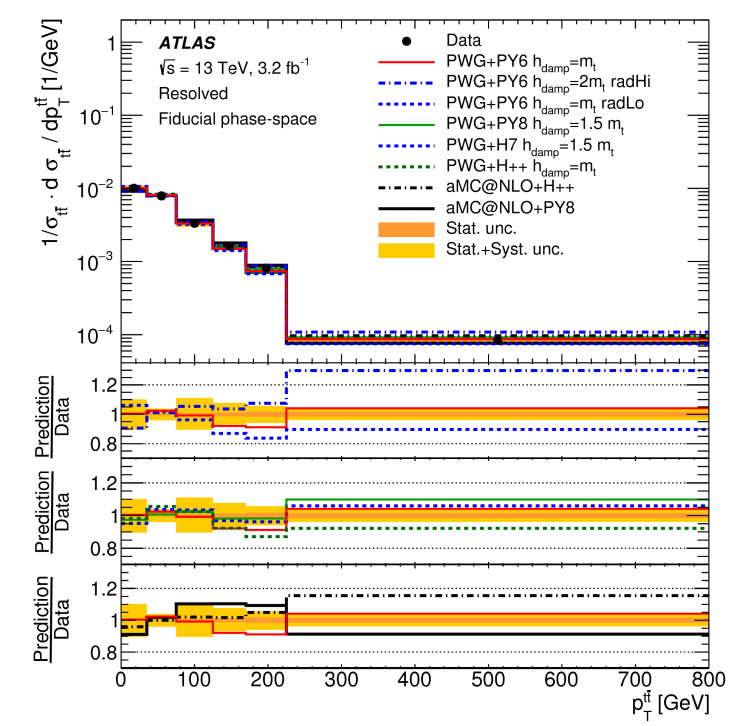 1/σ_tt̄ · d σ_tt̄ / dp_T^tt̄ [1/GeV]
1
10⁻¹
10⁻²
10⁻³
10⁻⁴
ATLAS
√s = 13 TeV, 3.2 fb⁻¹
Resolved
Fiducial phase-space
Data
PWG+PY6 h_damp=m_t
PWG+PY6 h_damp=2m_t radHi
PWG+PY6 h_damp=m_t radLo
PWG+PY8 h_damp=1.5 m_t
PWG+H7 h_damp=1.5 m_t
PWG+H++ h_damp=m_t
aMC@NLO+H++
aMC@NLO+PY8
Stat. unc.
Stat.+Syst. unc.
Prediction
Data
1.2
1
0.8
Prediction
Data
1.2
1
0.8
Prediction
Data
1.2
1
0.8
0 100 200 300 400 500 600 700 800
p_T^tt̄ [GeV]